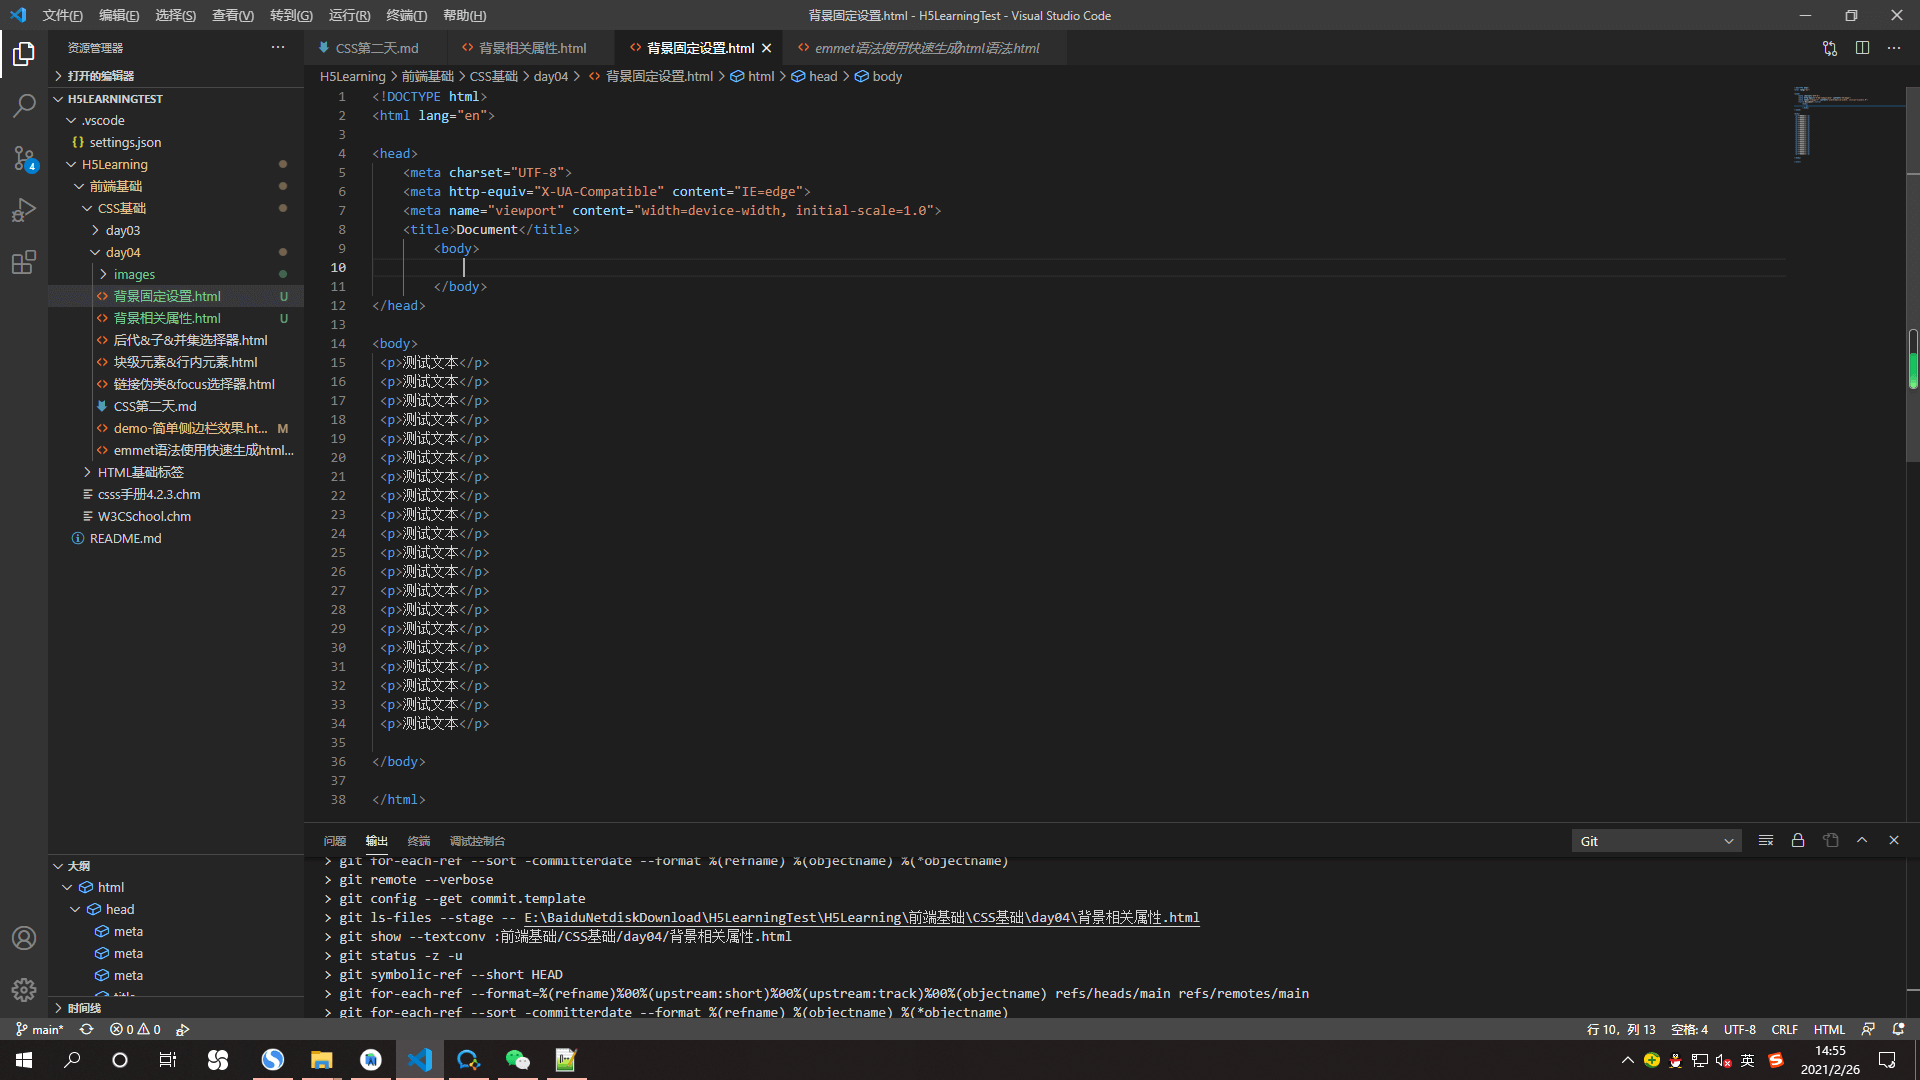 文件(F) 编辑(E) 选择(S) 查看(V) 转到(G) 运行(R) 终端(T) 帮助(H)
背景固定设置.html - H5LearningTest - Visual Studio Code
资源管理器
CSS第二天.md
背景相关属性.html
背景固定设置.html
emmet语法使用快速生成html语法.html
打开的编辑器
H5LEARNINGTEST
.vscode
settings.json
H5Learning
前端基础
CSS基础
day03
day04
images
背景固定设置.html U
背景相关属性.html U
后代&子&并集选择器.html
块级元素&行内元素.html
链接伪类&focus选择器.html
CSS第二天.md
demo-简单侧边栏效果.ht... M
emmet语法使用快速生成html...
HTML基础标签
csss手册4.2.3.chm
W3CSchool.chm
README.md
4
大纲
html
head
meta
meta
meta
时间线
H5Learning > 前端基础 > CSS基础 > day04 > 背景固定设置.html > html > head > body
1 <!DOCTYPE html>
2 <html lang="en">
3
4 <head>
5 <meta charset="UTF-8">
6 <meta http-equiv="X-UA-Compatible" content="IE=edge">
7 <meta name="viewport" content="width=device-width, initial-scale=1.0">
8 <title>Document</title>
9 <body>
10
11 </body>
12 </head>
13
14 <body>
15 <p>测试文本</p>
16 <p>测试文本</p>
17 <p>测试文本</p>
18 <p>测试文本</p>
19 <p>测试文本</p>
20 <p>测试文本</p>
21 <p>测试文本</p>
22 <p>测试文本</p>
23 <p>测试文本</p>
24 <p>测试文本</p>
25 <p>测试文本</p>
26 <p>测试文本</p>
27 <p>测试文本</p>
28 <p>测试文本</p>
29 <p>测试文本</p>
30 <p>测试文本</p>
31 <p>测试文本</p>
32 <p>测试文本</p>
33 <p>测试文本</p>
34 <p>测试文本</p>
35
36 </body>
37
38 </html>
问题 输出 终端 调试控制台
Git
> git for-each-ref --sort -committerdate --format %(refname) %(objectname) %(*objectname)
> git remote --verbose
> git config --get commit.template
> git ls-files --stage -- E:\BaiduNetdiskDownload\H5LearningTest\H5Learning\前端基础\CSS基础\day04\背景相关属性.html
> git show --textconv :前端基础/CSS基础/day04/背景相关属性.html
> git status -z -u
> git symbolic-ref --short HEAD
> git for-each-ref --format=%(refname)%00%(upstream:short)%00%(upstream:track)%00%(objectname) refs/heads/main refs/remotes/main
> git for-each-ref --sort -committerdate --format %(refname) %(objectname) %(*objectname)
main* 0 0
行 10，列 13 空格: 4 UTF-8 CRLF HTML
英
14:55
2021/2/26